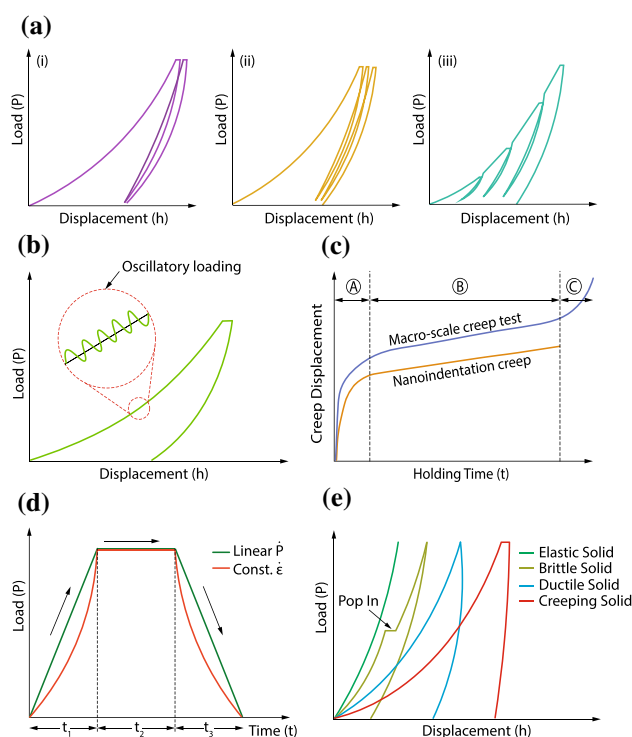 (a)
(i)
(ii)
(iii)
Load (P)
Load (P)
Load (P)
Displacement (h)
Displacement (h)
Displacement (h)
(b)
Oscillatory loading
Load (P)
Displacement (h)
(c)
Ⓐ
Ⓑ
Ⓒ
Macro-scale creep test
Nanoindentation creep
Creep Displacement
Holding Time (t)
(d)
Linear Ṗ
Const. ε̇
Load (P)
t₁
t₂
t₃
Time (t)
(e)
Elastic Solid
Brittle Solid
Ductile Solid
Creeping Solid
Pop In
Load (P)
Displacement (h)